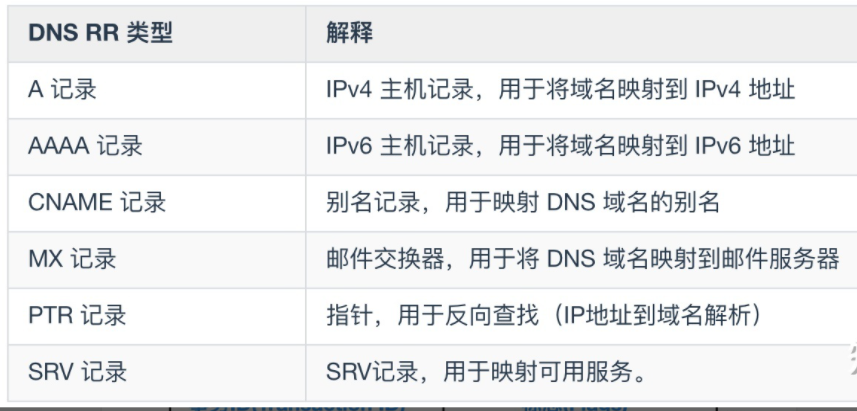 DNS RR 类型 解释
A 记录 IPv4 主机记录，用于将域名映射到 IPv4 地址
AAAA 记录 IPv6 主机记录，用于将域名映射到 IPv6 地址
CNAME 记录 别名记录，用于映射 DNS 域名的别名
MX 记录 邮件交换器，用于将 DNS 域名映射到邮件服务器
PTR 记录 指针，用于反向查找（IP地址到域名解析）
SRV 记录 SRV记录，用于映射可用服务。